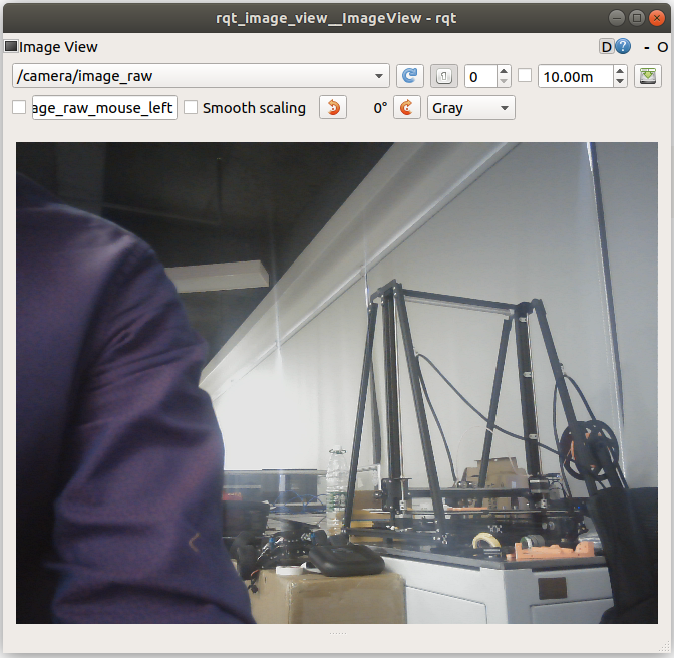 rqt_image_view__ImageView - rqt
Image View D ? - O
/camera/image_raw 0 10.00m
age_raw_mouse_left Smooth scaling 0° Gray